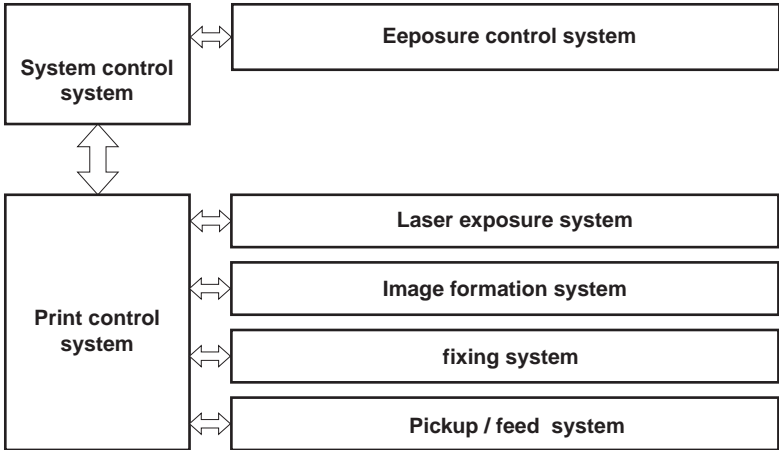 Eeposure control system
System control
system
Laser exposure system
Image formation system
Print control
system
fixing system
Pickup / feed system